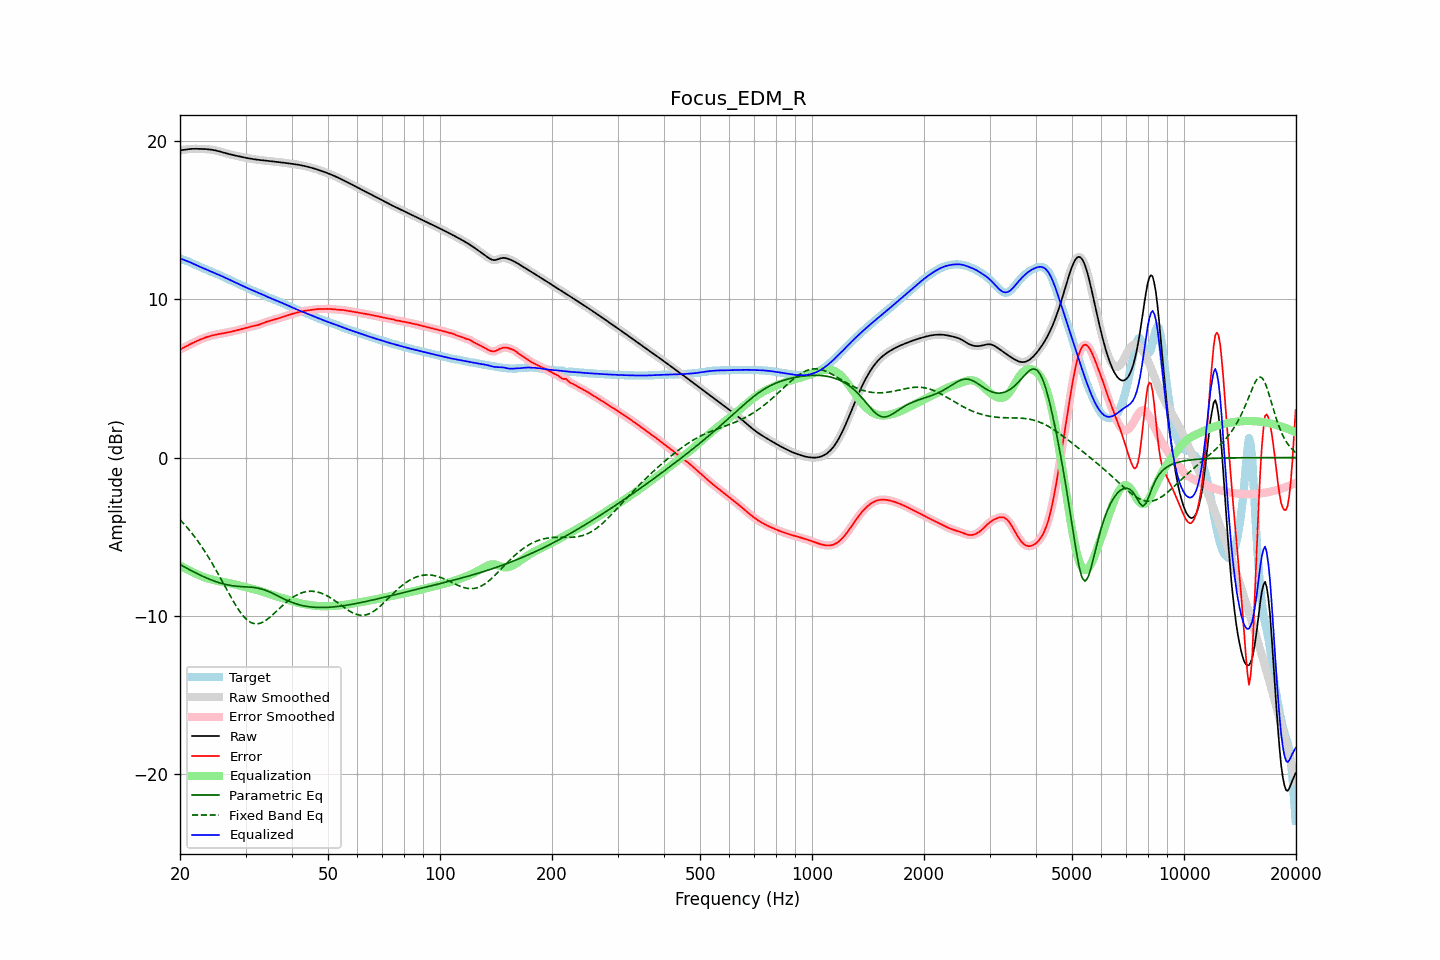 Focus_EDM_R
20
10
0
−10
−20
Amplitude (dBr)
Target
Raw Smoothed
Error Smoothed
Raw
Error
Equalization
Parametric Eq
Fixed Band Eq
Equalized
20 50 100 200 500 1000 2000 5000 10000 20000
Frequency (Hz)